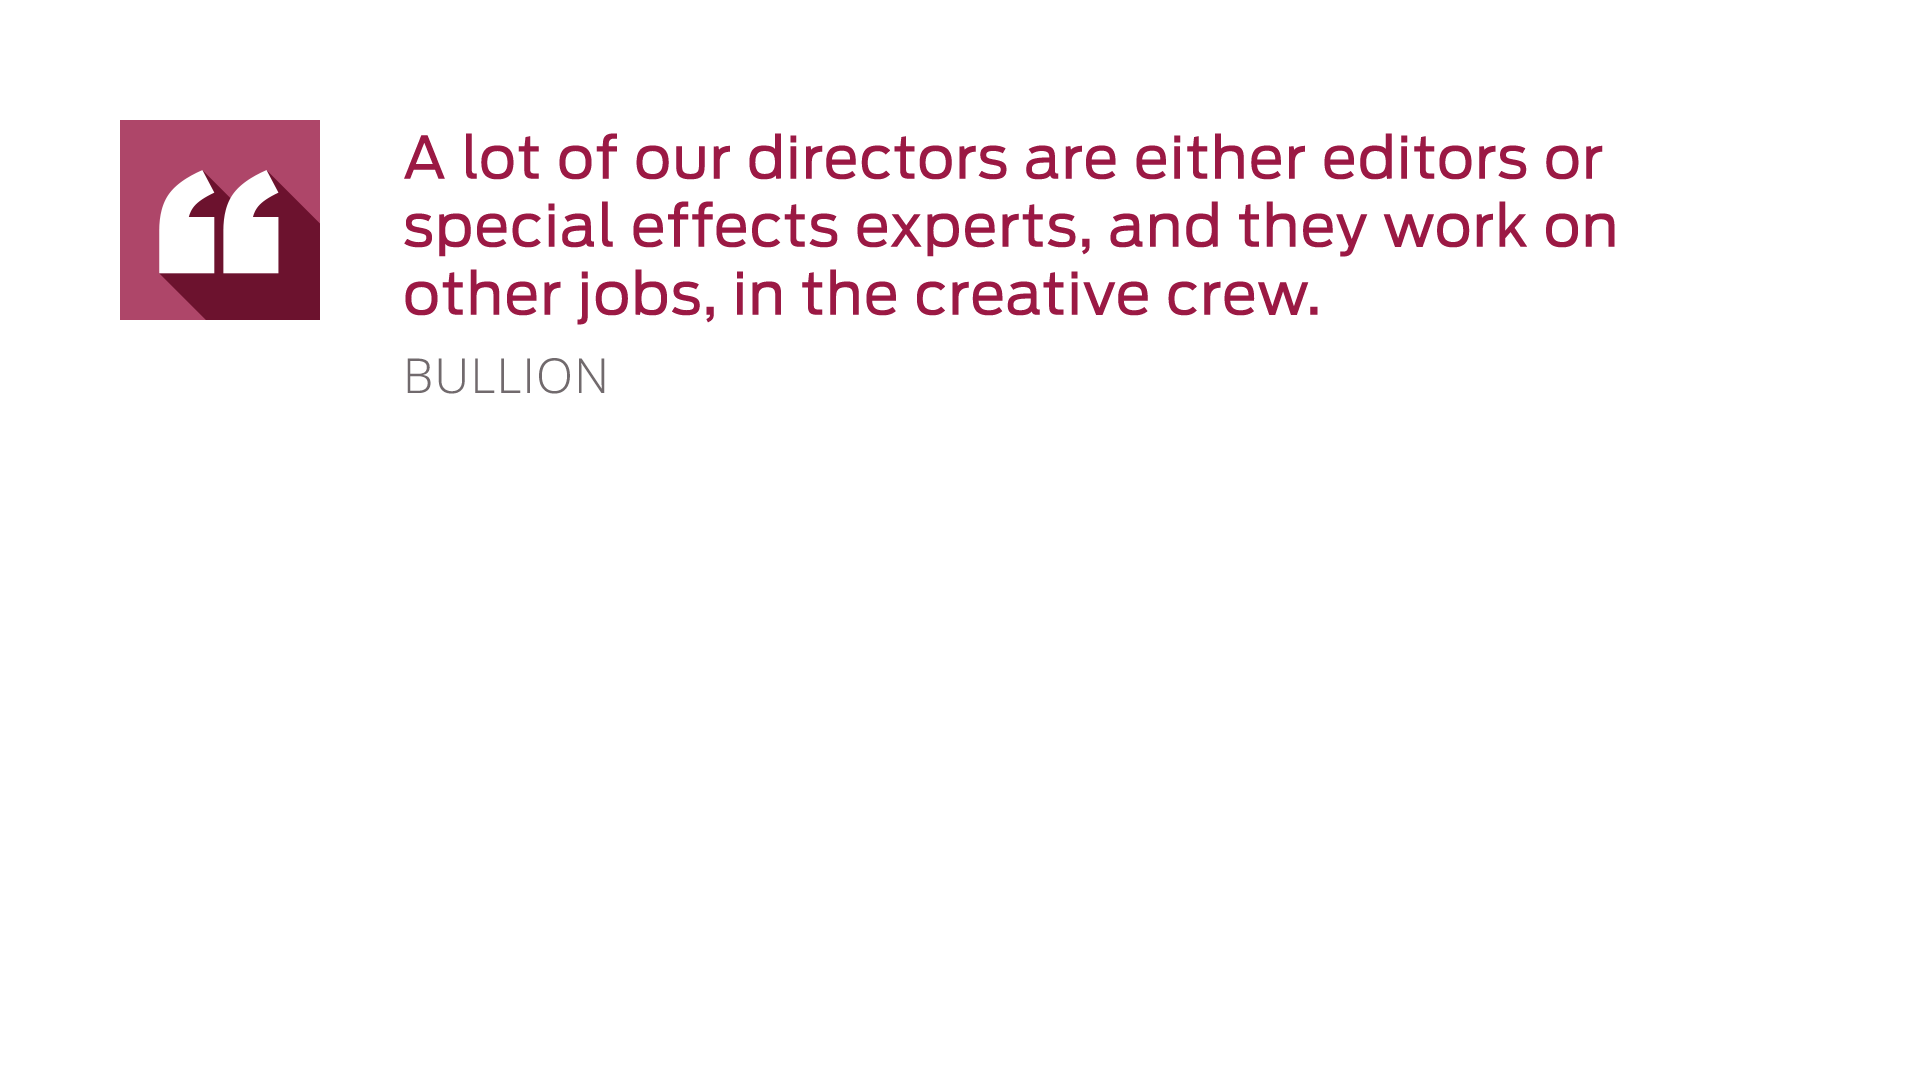 A lot of our directors are either editors or
special effects experts, and they work on
other jobs, in the creative crew.
BULLION